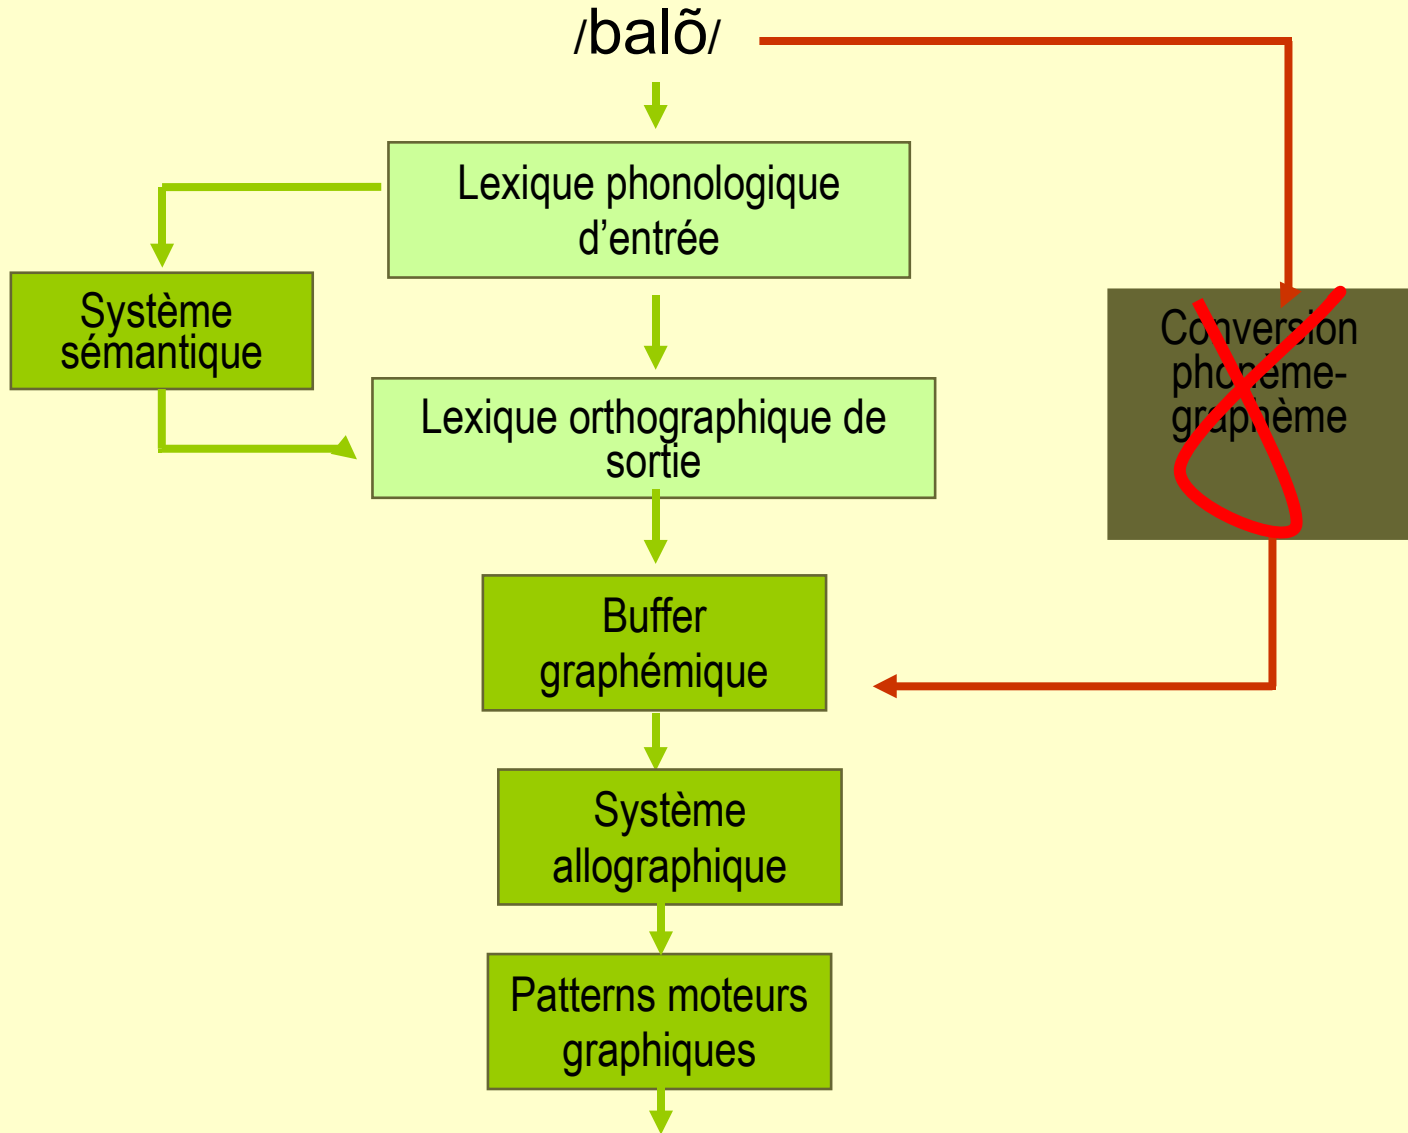 /balõ/
Lexique phonologique
d’entrée
Système
sémantique
Conversion
phonème-
graphème
Lexique orthographique de
sortie
Buffer
graphémique
Système
allographique
Patterns moteurs
graphiques